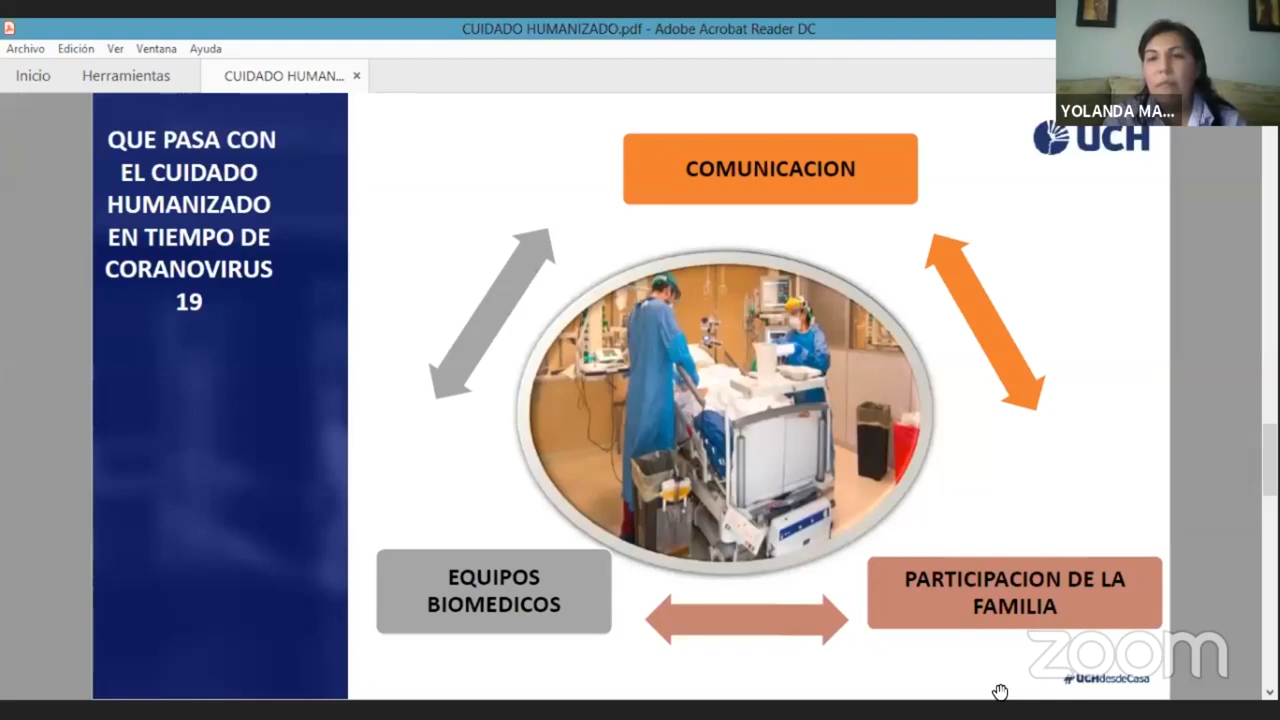 CUIDADO HUMANIZADO.pdf - Adobe Acrobat Reader DC
Archivo Edición Ver Ventana Ayuda
Inicio Herramientas CUIDADO HUMAN... ×
YOLANDA MA...
UCH
QUE PASA CON
EL CUIDADO
HUMANIZADO
EN TIEMPO DE
CORANOVIRUS
19
COMUNICACION
EQUIPOS
BIOMEDICOS
PARTICIPACION DE LA
FAMILIA
zoom
#UCHdesdeCasa